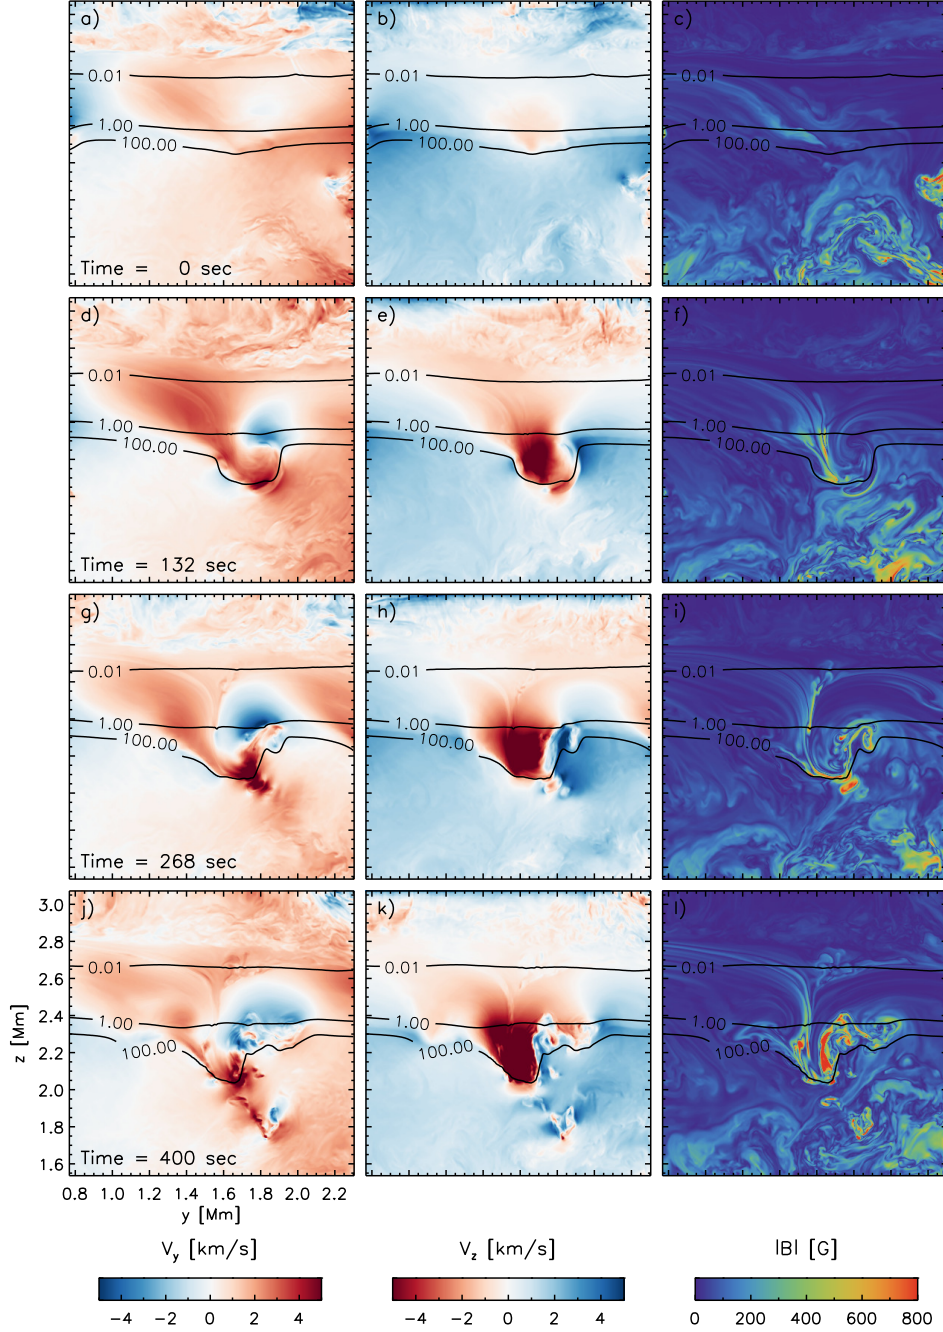 a) b) c)
0.01 0.01 0.01
1.00 1.00 1.00
100.00 100.00 100.00
Time = 0 sec
d) e) f)
0.01 0.01 0.01
1.00 1.00 1.00
100.00 100.00 100.00
Time = 132 sec
g) h) i)
0.01 0.01 0.01
1.00 1.00 1.00
100.00 100.00 100.00
Time = 268 sec
j) k) l)
3.0
2.8
0.01 0.01 0.01
2.6
2.4
1.00 1.00 1.00
100.00 100.00 100.00
2.2
2.0
1.8
1.6
Time = 400 sec
z [Mm]
0.8 1.0 1.2 1.4 1.6 1.8 2.0 2.2
y [Mm]
Vy [km/s] Vz [km/s] |B| [G]
-4 -2 0 2 4 -4 -2 0 2 4 0 200 400 600 800